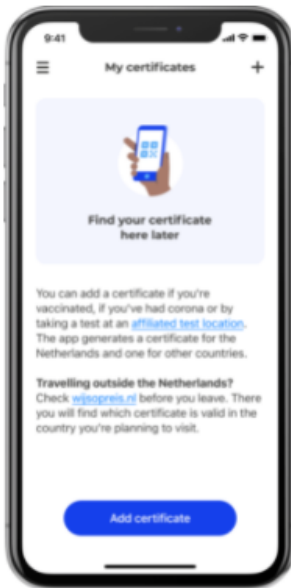 9:41
My certificates
Find your certificate
here later
You can add a certificate if you're
vaccinated, if you've had corona or by
taking a test at an affiliated test location.
The app generates a certificate for the
Netherlands and one for other countries.
Travelling outside the Netherlands?
Check wijsopreis.nl before you leave. There
you will find which certificate is valid in the
country you're planning to visit.
Add certificate